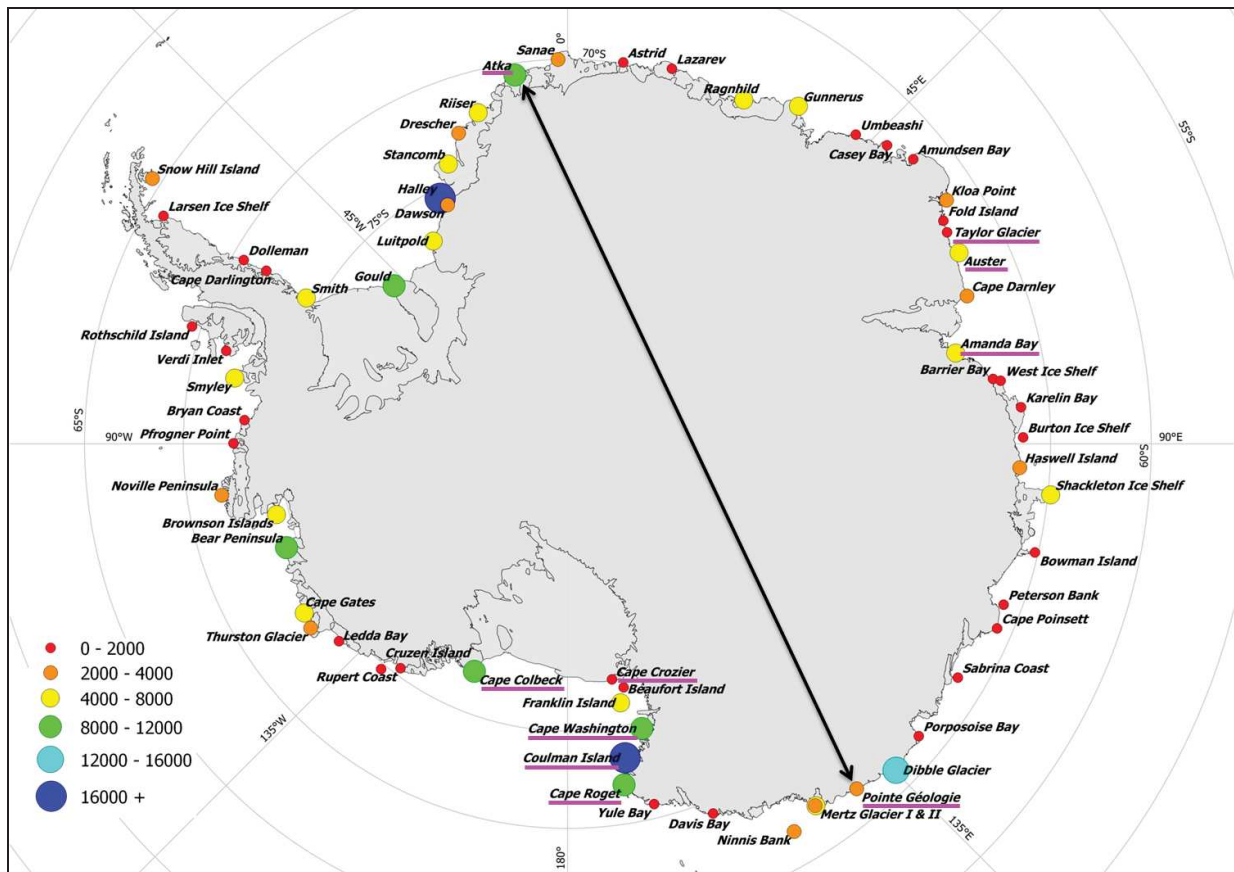 0°
70°S
Sanae
Astrid
Lazarev
Atka
Ragnhild
45°E
Gunnerus
Riiser
Drescher
Umbeashi
55°S
Casey Bay
Amundsen Bay
Stancomb
Snow Hill Island
Halley
Kloa Point
45°W
75°S
Dawson
Larsen Ice Shelf
Fold Island
Taylor Glacier
Luitpold
Auster
Dolleman
Gould
Cape Darlington
Smith
Cape Darnley
Rothschild Island
Amanda Bay
Verdi Inlet
Barrier Bay
West Ice Shelf
Smyley
Karelin Bay
65°S
Bryan Coast
Burton Ice Shelf
90°W
Pfrogner Point
90°E
60°S
Haswell Island
Noville Peninsula
Shackleton Ice Shelf
Brownson Islands
Bear Peninsula
Bowman Island
Cape Gates
Peterson Bank
Thurston Glacier
Cape Poinsett
Ledda Bay
Cruzen Island
Rupert Coast
Cape Colbeck
Cape Crozier
Beaufort Island
Sabrina Coast
Franklin Island
135°W
Cape Washington
Porposoise Bay
Coulman Island
Dibble Glacier
Cape Roget
Pointe Géologie
Yule Bay
Mertz Glacier I & II
Davis Bay
Ninnis Bank
135°E
180°
0 - 2000
2000 - 4000
4000 - 8000
8000 - 12000
12000 - 16000
16000 +